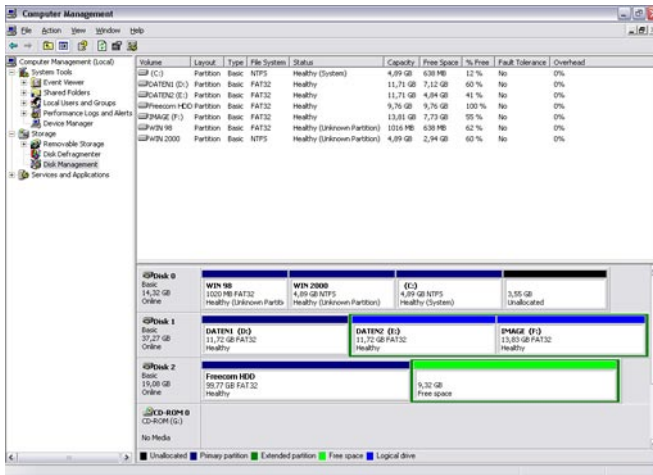 Computer Management
File Action View Window Help
Computer Management (Local)
System Tools
Event Viewer
Shared Folders
Local Users and Groups
Performance Logs and Alerts
Device Manager
Storage
Removable Storage
Disk Defragmenter
Disk Management
Services and Applications
Volume Layout Type File System Status Capacity Free Space % Free Fault Tolerance Overhead
(C:) Partition Basic NTFS Healthy (System) 4,89 GB 638 MB 12 % No 0%
DATEN1 (D:) Partition Basic FAT32 Healthy 11,71 GB 7,12 GB 60 % No 0%
DATEN2 (E:) Partition Basic FAT32 Healthy 11,71 GB 4,84 GB 41 % No 0%
Freecom HDD Partition Basic FAT32 Healthy 9,76 GB 9,76 GB 100 % No 0%
IMAGE (F:) Partition Basic FAT32 Healthy 13,81 GB 7,73 GB 55 % No 0%
WIN 98 Partition Basic FAT32 Healthy (Unknown Partition) 1016 MB 638 MB 62 % No 0%
WIN 2000 Partition Basic NTFS Healthy (Unknown Partition) 4,89 GB 2,94 GB 60 % No 0%
Disk 0
Basic
14,32 GB
Online
WIN 98
1020 MB FAT32
Healthy (Unknown Partiti
WIN 2000
4,89 GB NTFS
Healthy (Unknown Partition)
(C:)
4,89 GB NTFS
Healthy (System)
3,55 GB
Unallocated
Disk 1
Basic
37,27 GB
Online
DATEN1 (D:)
11,72 GB FAT32
Healthy
DATEN2 (E:)
11,72 GB FAT32
Healthy
IMAGE (F:)
13,83 GB FAT32
Healthy
Disk 2
Basic
19,08 GB
Online
Freecom HDD
99,77 GB FAT32
Healthy
9,32 GB
Free space
CD-ROM 0
CD-ROM (G:)
No Media
Unallocated Primary partition Extended partition Free space Logical drive